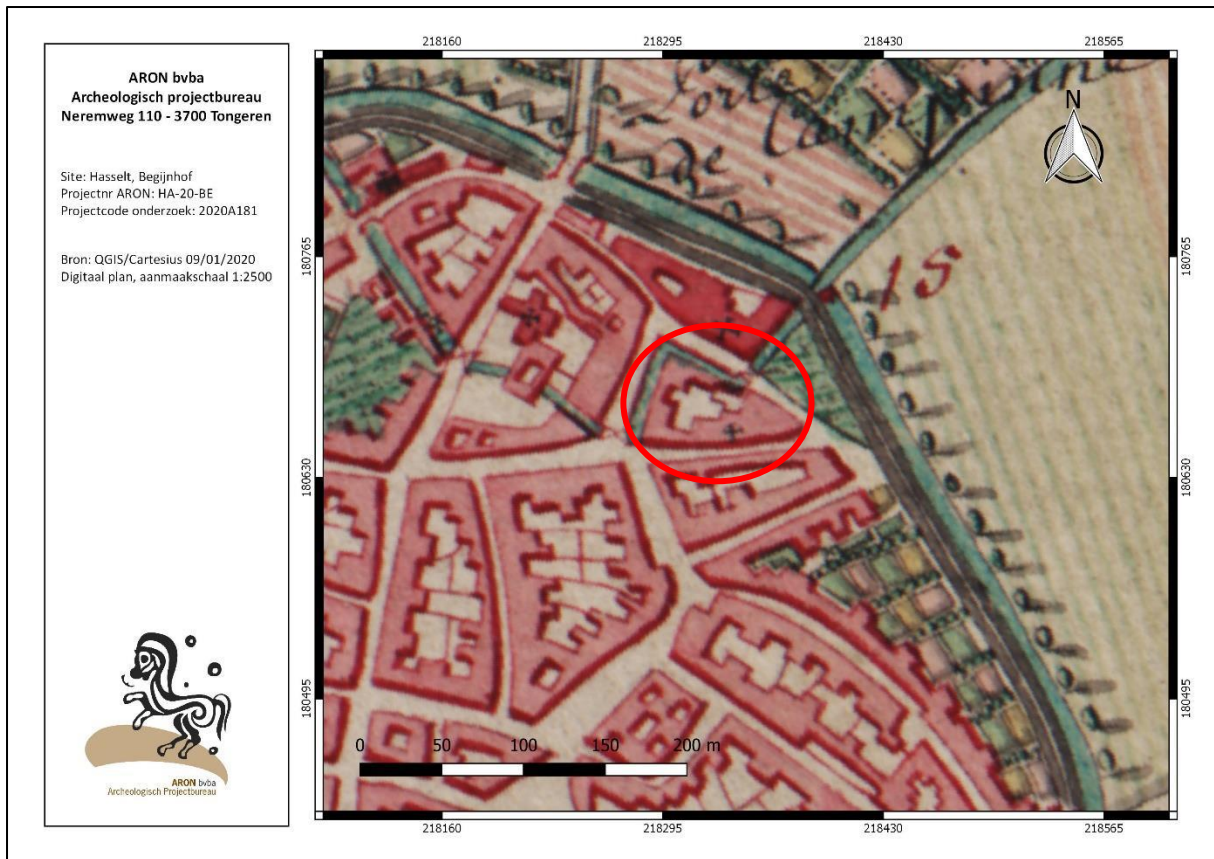 ARON bvba
Archeologisch projectbureau
Neremweg 110 - 3700 Tongeren
Site: Hasselt, Begijnhof
Projectnr ARON: HA-20-BE
Projectcode onderzoek: 2020A181
Bron: QGIS/Cartesius 09/01/2020
Digitaal plan, aanmaakschaal 1:2500
ARON bvba
Archeologisch Projectbureau
218160 218295 218430 218565
N
de
180765 180765
15
180630 180630
180495 180495
0 50 100 150 200 m
218160 218295 218430 218565